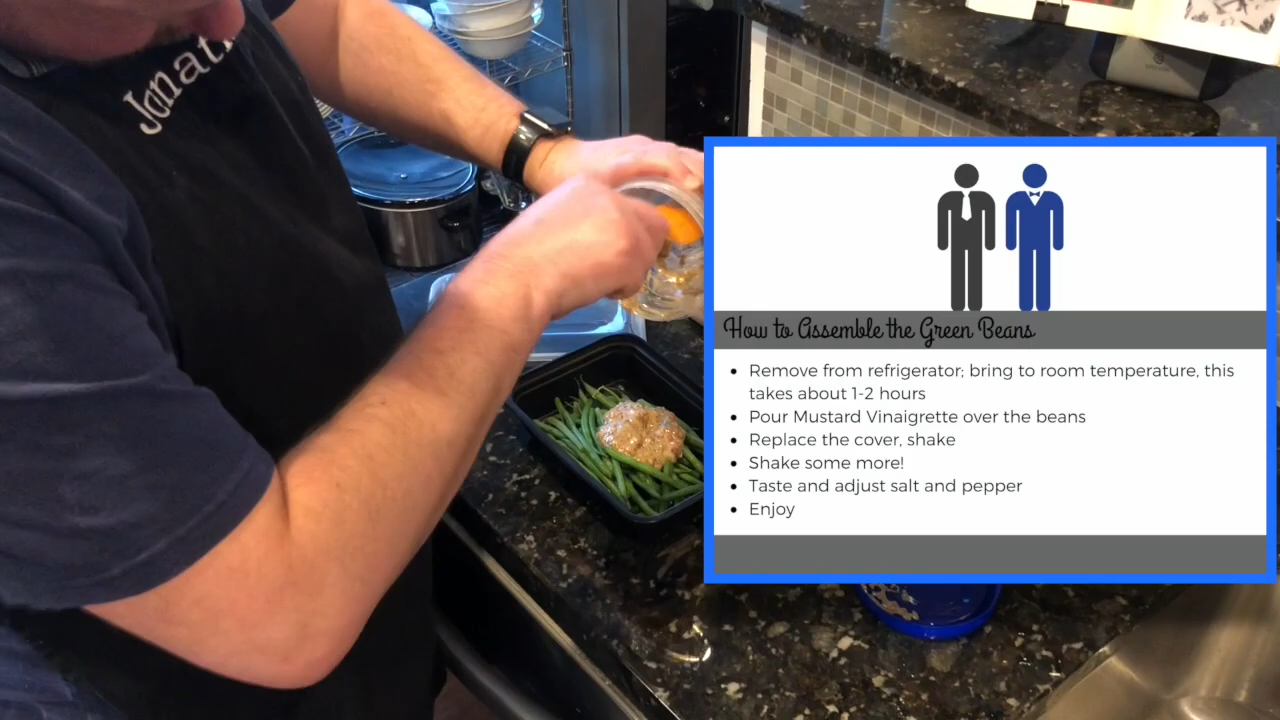 Jonat
How to Assemble the Green Beans
• Remove from refrigerator; bring to room temperature, this
takes about 1-2 hours
• Pour Mustard Vinaigrette over the beans
• Replace the cover, shake
• Shake some more!
• Taste and adjust salt and pepper
• Enjoy